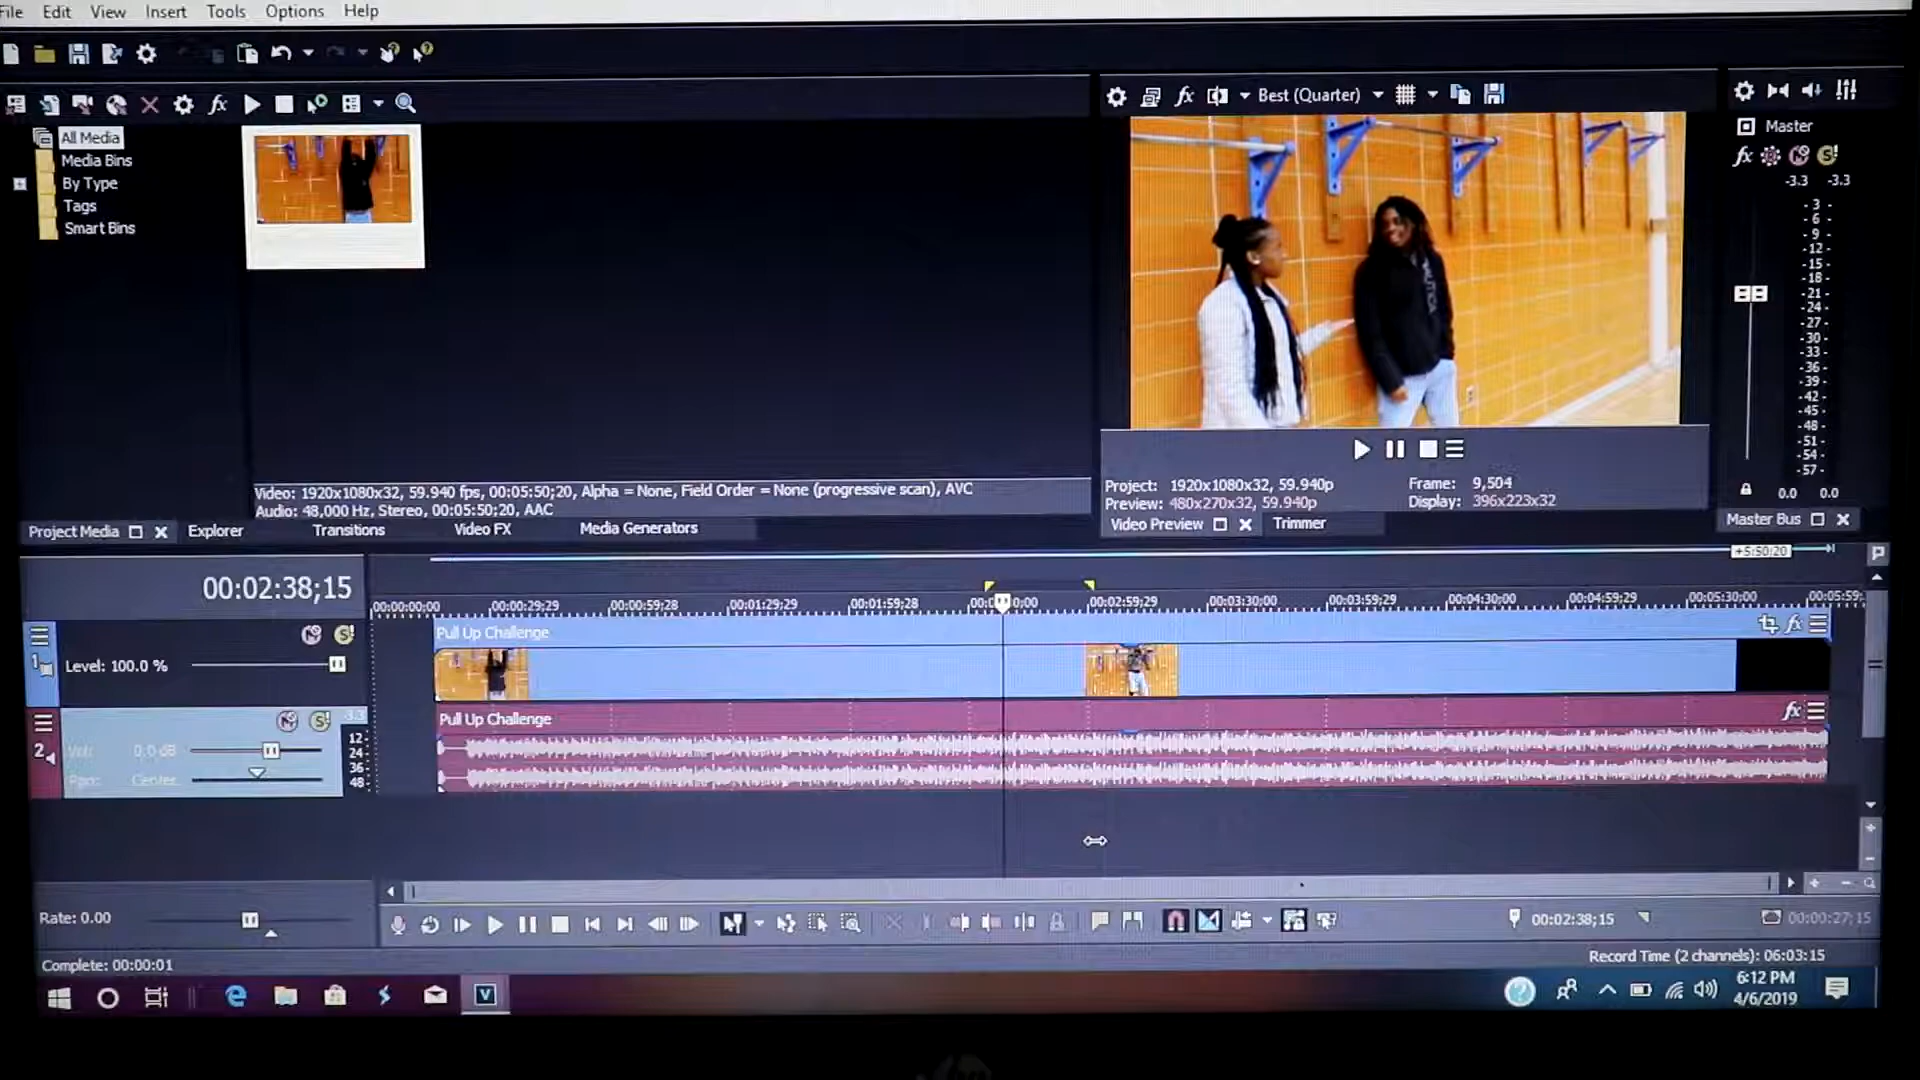 File Edit View Insert Tools Options Help
Best (Quarter)
All Media
Media Bins
By Type
Tags
Smart Bins
Master
-3.3 -3.3
- 3 -
- 6 -
- 9 -
-12-
-15-
-18-
-21-
-24-
-27-
-30-
-33-
-36-
-39-
-42-
-45-
-48-
-51-
-54-
-57-
0.0 0.0
NAUTICA
Video: 1920x1080x32, 59.940 fps, 00:05:50;20, Alpha = None, Field Order = None (progressive scan), AVC
Audio: 48,000 Hz, Stereo, 00:05:50;20, AAC
Project: 1920x1080x32, 59.940p
Frame: 9,504
Preview: 480x270x32, 59.940p
Display: 396x223x32
Project Media Explorer Transitions Video FX Media Generators
Video Preview Trimmer
Master Bus
+5:50;20
00:02:38;15
00:00:00;00 00:00:29;29 00:00:59;28 00:01:29;29 00:01:59;28 00:02:59;29 00:03:30;00 00:03:59;29 00:04:30;00 00:04:59;29 00:05:30;00 00:05:59;
Pull Up Challenge
1
Level: 100.0 %
Pull Up Challenge
2
-3.3
Vol: 0.0 dB
Pan: Center
12-
24-
36-
48-
Rate: 0.00
00:02:38;15
00:00:27;15
Complete: 00:00:01
Record Time (2 channels): 06:03:15
V
6:12 PM
4/6/2019